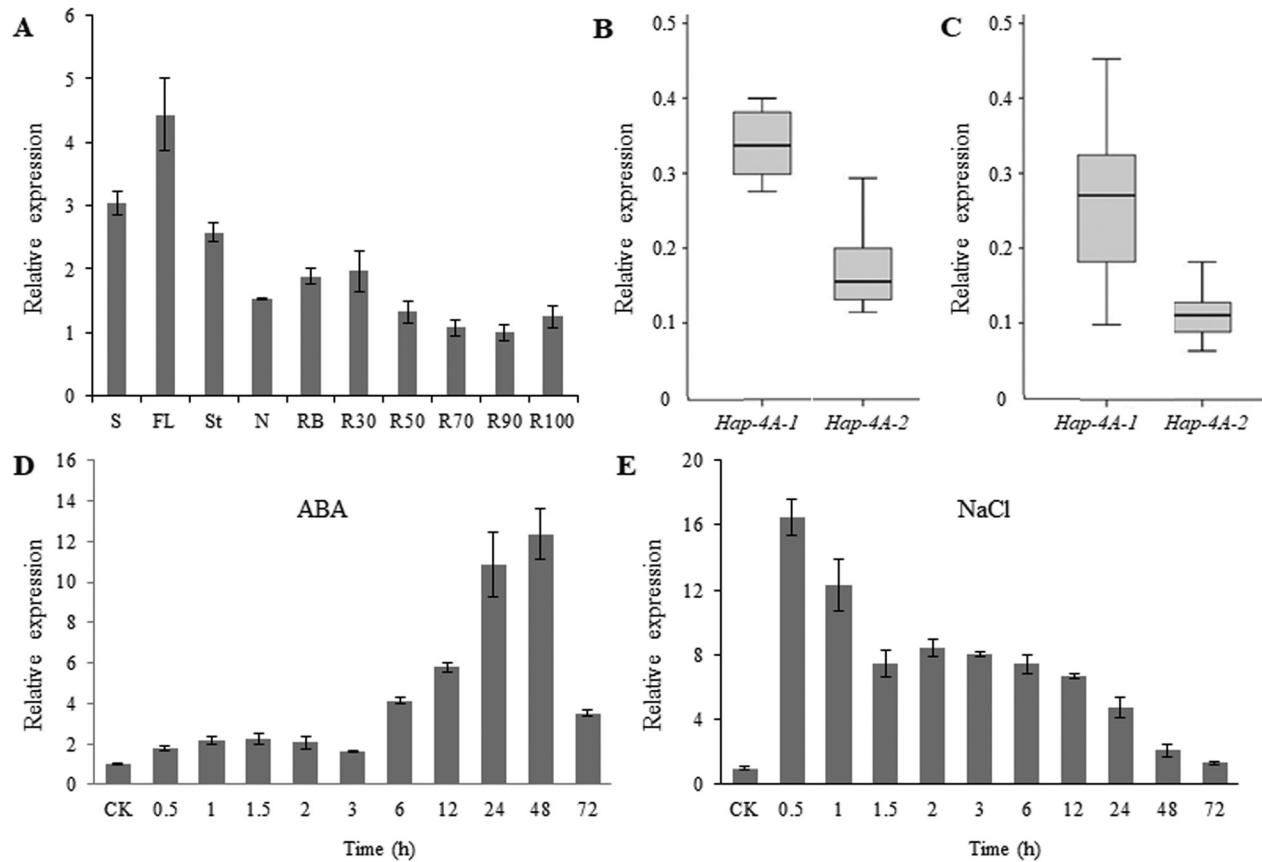 A
Relative expression
6
5
4
3
2
1
0
S FL St N RB R30 R50 R70 R90 R100
B
Relative expression
0.5
0.4
0.3
0.2
0.1
0
Hap-4A-1 Hap-4A-2
C
Relative expression
0.5
0.4
0.3
0.2
0.1
0
Hap-4A-1 Hap-4A-2
D
ABA
Relative expression
16
14
12
10
8
6
4
2
0
CK 0.5 1 1.5 2 3 6 12 24 48 72
Time (h)
E
NaCl
Relative expression
20
16
12
8
4
0
CK 0.5 1 1.5 2 3 6 12 24 48 72
Time (h)